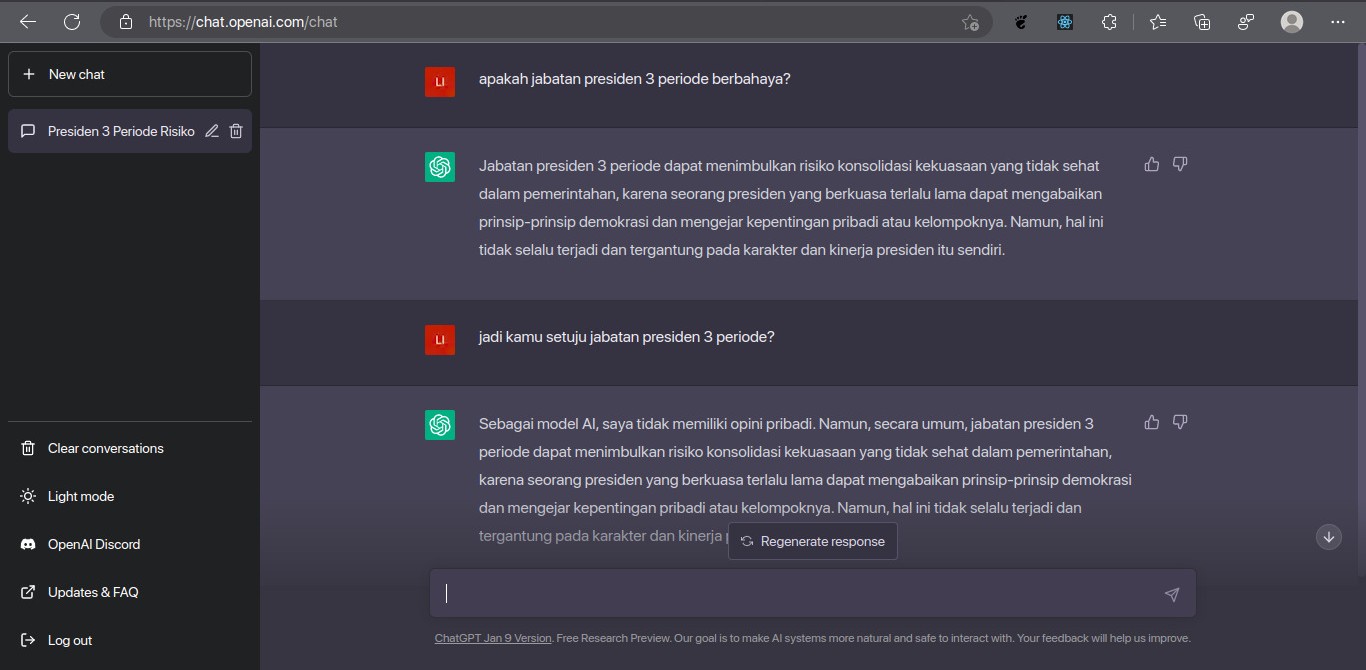 https://chat.openai.com/chat
New chat
Presiden 3 Periode Risiko
Clear conversations
Light mode
OpenAI Discord
Updates & FAQ
Log out
LI
apakah jabatan presiden 3 periode berbahaya?
Jabatan presiden 3 periode dapat menimbulkan risiko konsolidasi kekuasaan yang tidak sehat
dalam pemerintahan, karena seorang presiden yang berkuasa terlalu lama dapat mengabaikan
prinsip-prinsip demokrasi dan mengejar kepentingan pribadi atau kelompoknya. Namun, hal ini
tidak selalu terjadi dan tergantung pada karakter dan kinerja presiden itu sendiri.
LI
jadi kamu setuju jabatan presiden 3 periode?
Sebagai model AI, saya tidak memiliki opini pribadi. Namun, secara umum, jabatan presiden 3
periode dapat menimbulkan risiko konsolidasi kekuasaan yang tidak sehat dalam pemerintahan,
karena seorang presiden yang berkuasa terlalu lama dapat mengabaikan prinsip-prinsip demokrasi
dan mengejar kepentingan pribadi atau kelompoknya. Namun, hal ini tidak selalu terjadi dan
tergantung pada karakter dan kinerja
Regenerate response
ChatGPT Jan 9 Version. Free Research Preview. Our goal is to make AI systems more natural and safe to interact with. Your feedback will help us improve.